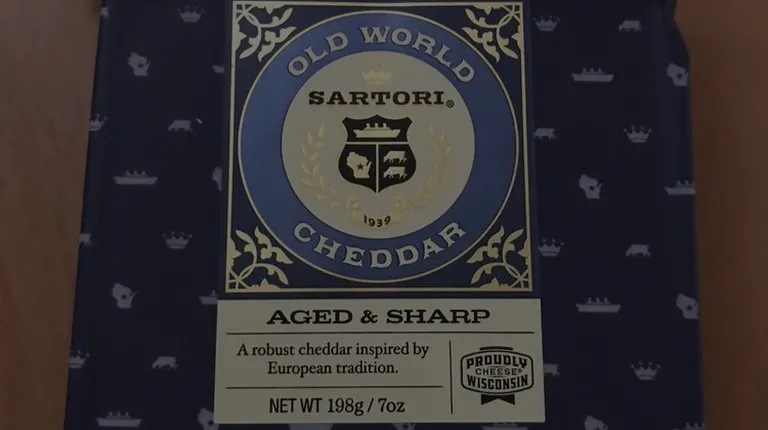 OLD WORLD
SARTORI®
1939
CHEDDAR
AGED & SHARP
A robust cheddar inspired by
European tradition.
NET WT 198g / 7oz
PROUDLY
WISCONSIN
CHEESE®